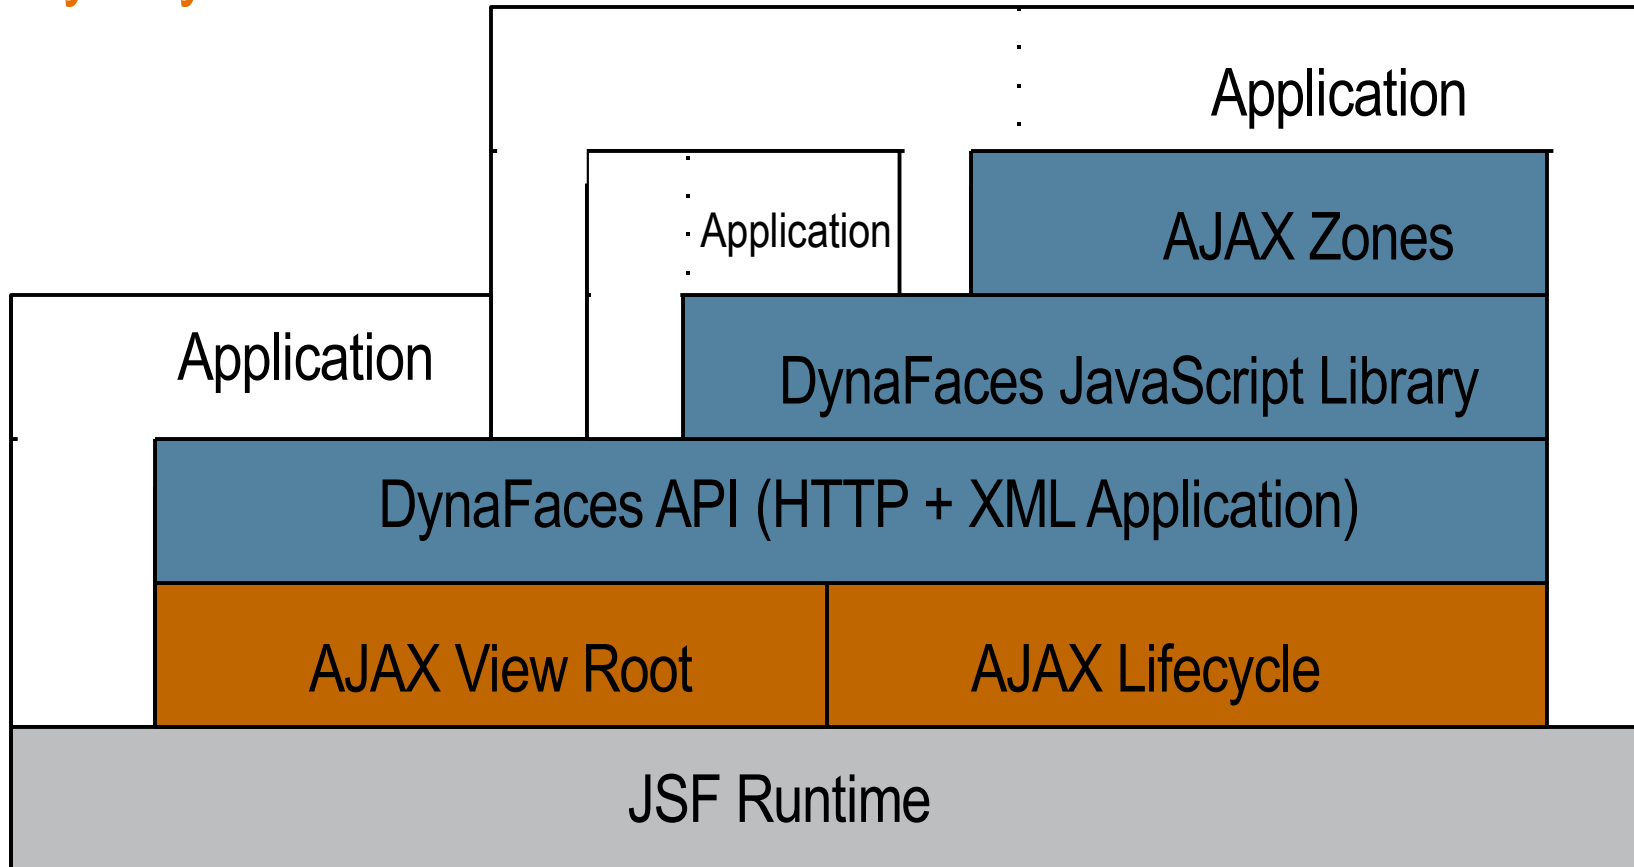 Application
AJAX Zones
Application
Application
DynaFaces JavaScript Library
DynaFaces API (HTTP + XML Application)
AJAX View Root
AJAX Lifecycle
JSF Runtime